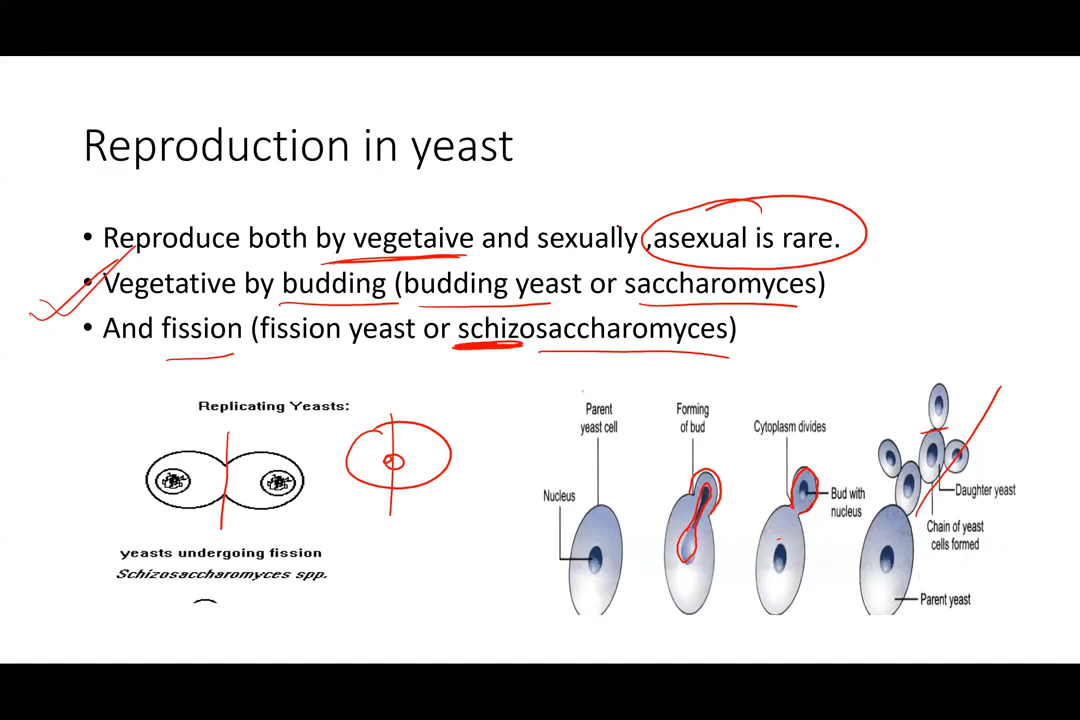 Reproduction in yeast
• Reproduce both by vegetaive and sexually ,asexual is rare.
• Vegetative by budding (budding yeast or saccharomyces)
• And fission (fission yeast or schizosaccharomyces)
Replicating Yeasts:
yeasts undergoing fission
Schizosaccharomyces spp.
Parent
yeast cell
Nucleus
Forming
of bud
Cytoplasm divides
Bud with
nucleus
Daughter yeast
Chain of yeast
cells formed
Parent yeast